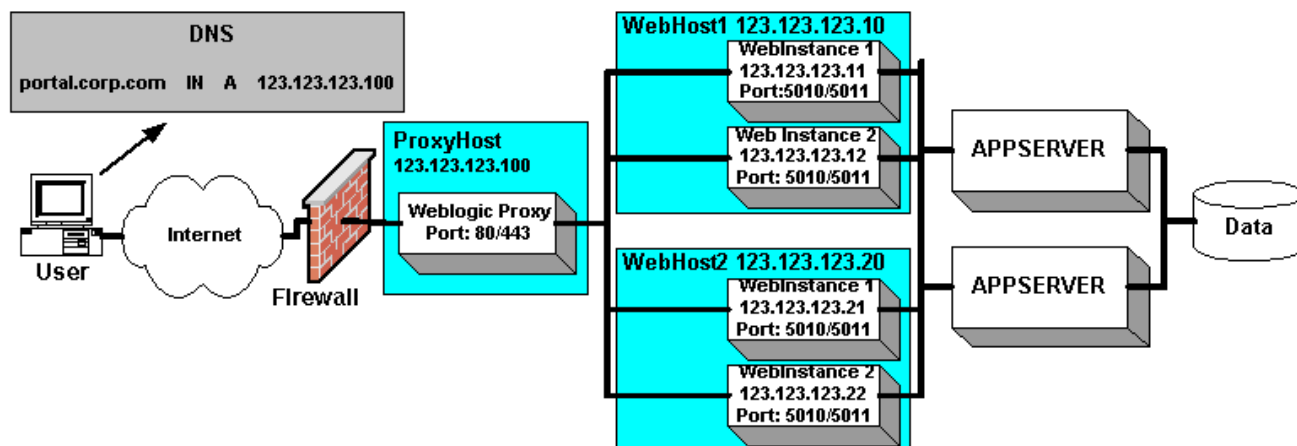 DNS
portal.corp.com IN A 123.123.123.100
User
Internet
FIrewall
ProxyHost
123.123.123.100
Weblogic Proxy
Port: 80/443
WebHost1 123.123.123.10
WebInstance 1
123.123.123.11
Port:5010/5011
Web Instance 2
123.123.123.12
Port: 5010/5011
WebHost2 123.123.123.20
WebInstance 1
123.123.123.21
Port: 5010/5011
WebInstance 2
123.123.123.22
Port: 5010/5011
APPSERVER
APPSERVER
Data